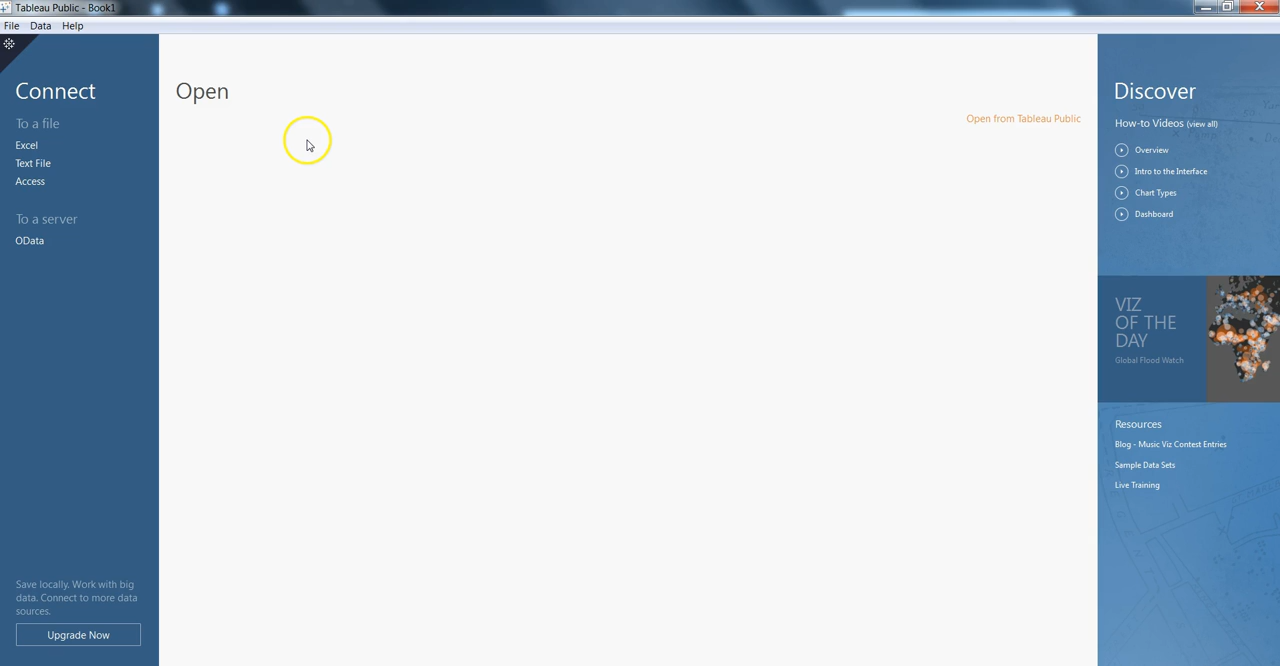 Tableau Public - Book1
File Data Help
Connect
To a file
Excel
Text File
Access
To a server
OData
Save locally. Work with big
data. Connect to more data
sources.
Upgrade Now
Open
Open from Tableau Public
Discover
How-to Videos (view all)
Overview
Intro to the Interface
Chart Types
Dashboard
VIZ
OF THE
DAY
Global Flood Watch
Resources
Blog - Music Viz Contest Entries
Sample Data Sets
Live Training